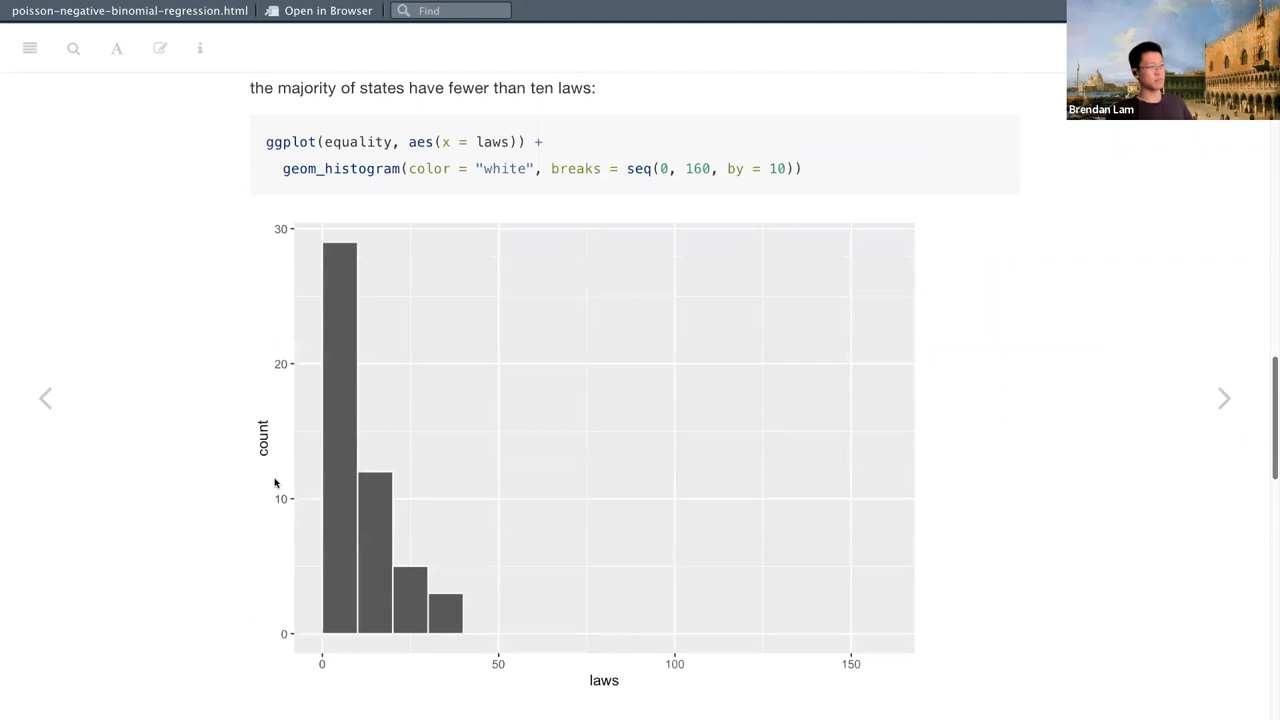 poisson-negative-binomial-regression.html Open in Browser Find
A
Brendan Lam
the majority of states have fewer than ten laws:
ggplot(equality, aes(x = laws)) +
geom_histogram(color = "white", breaks = seq(0, 160, by = 10))
30
20
10
0
count
0 50 100 150
laws